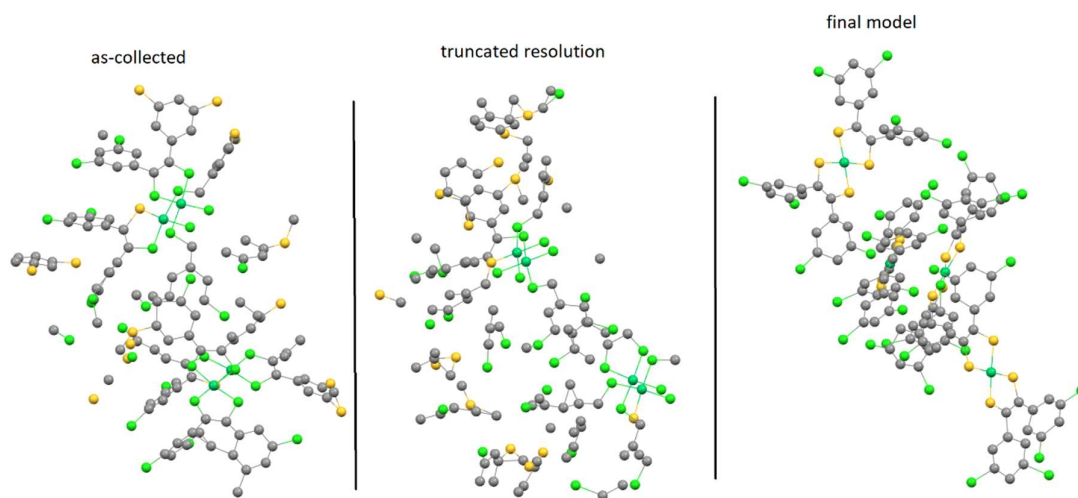 as-collected
truncated resolution
final model